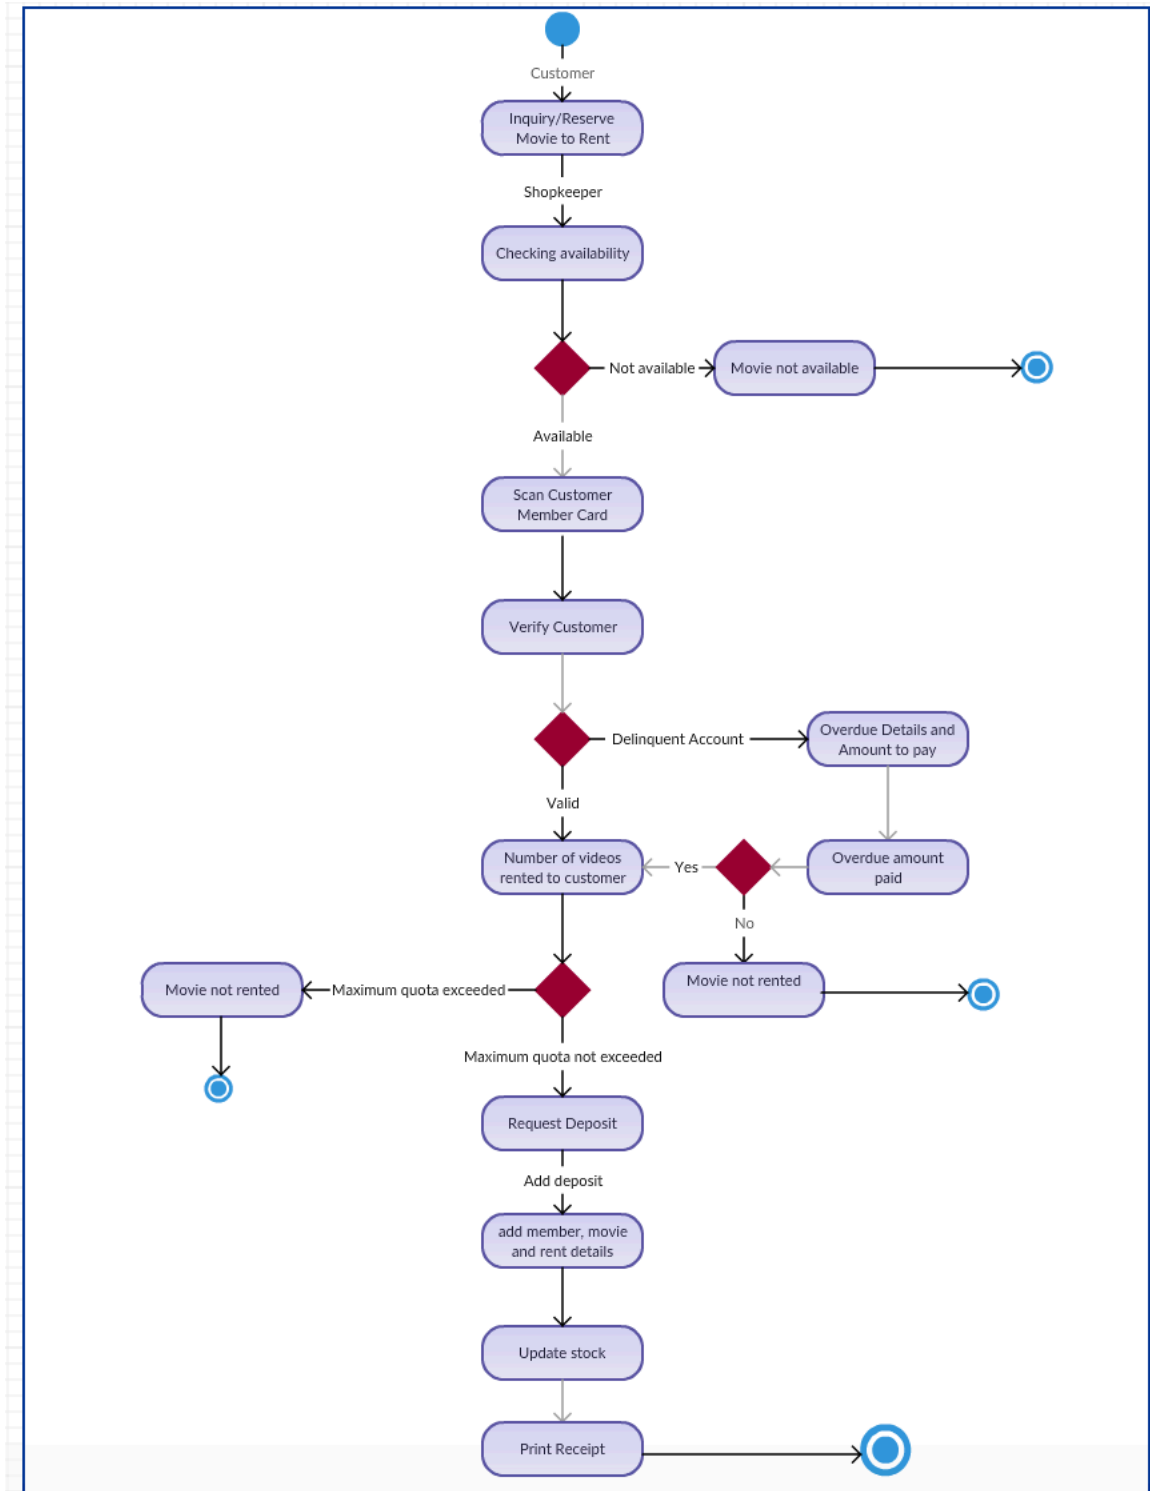 Customer
Inquiry/Reserve
Movie to Rent
Shopkeeper
Checking availability
Not available
Movie not available
Available
Scan Customer
Member Card
Verify Customer
Delinquent Account
Overdue Details and
Amount to pay
Valid
Number of videos
rented to customer
Yes
Overdue amount
paid
No
Movie not rented
Maximum quota exceeded
Movie not rented
Maximum quota not exceeded
Request Deposit
Add deposit
add member, movie
and rent details
Update stock
Print Receipt